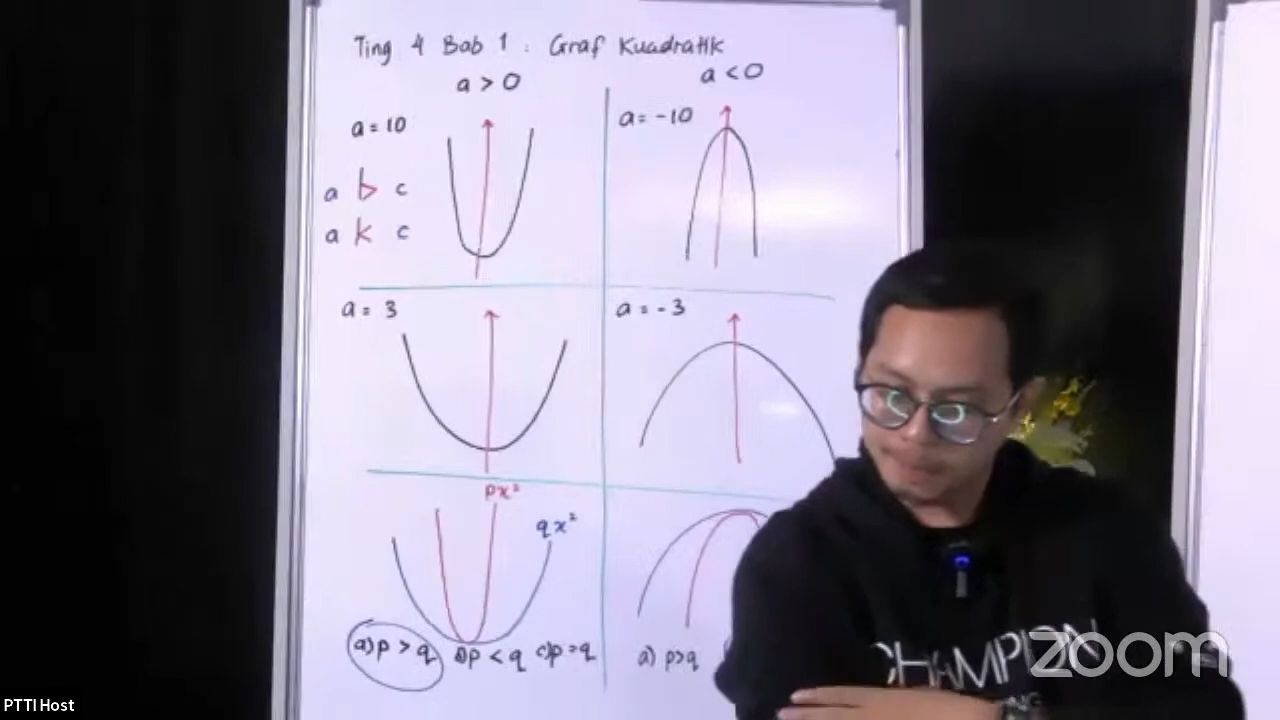 Ting 4 Bab 1 : Graf Kuadratik
a > 0
a < 0
a = 10
a b c
a k c
a = -10
a = 3
a = -3
px²
qx²
a) p > q b) p < q c) p = q
a) p>q
CHAMPION
zoom
PTTI Host